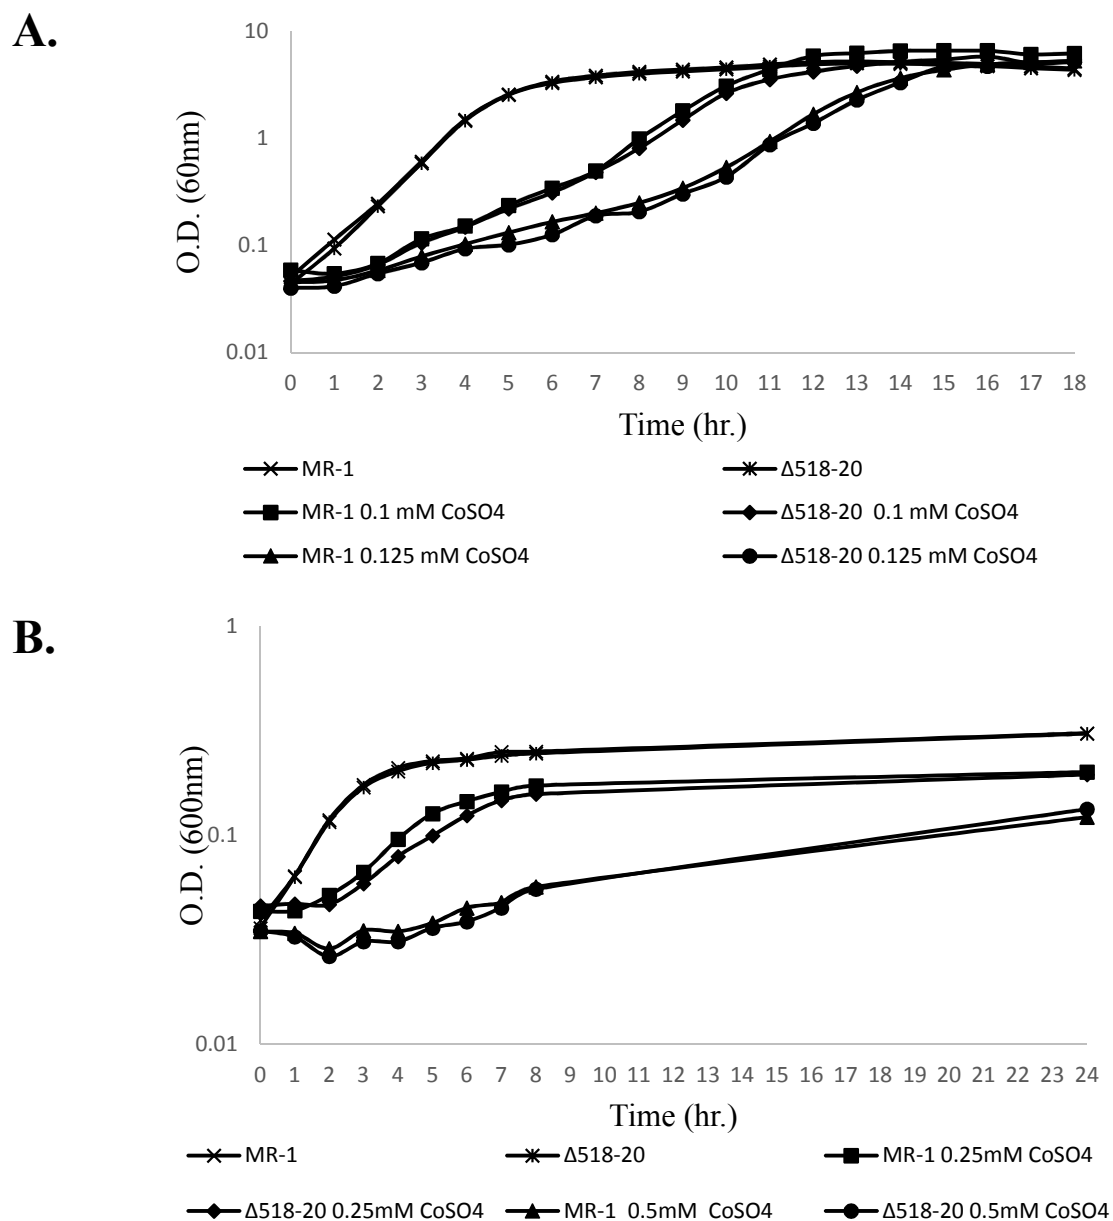 A.
O.D. (60nm)
10
1
0.1
0.01
0 1 2 3 4 5 6 7 8 9 10 11 12 13 14 15 16 17 18
Time (hr.)
MR-1 Δ518-20
MR-1 0.1 mM CoSO4 Δ518-20 0.1 mM CoSO4
MR-1 0.125 mM CoSO4 Δ518-20 0.125 mM CoSO4
B.
O.D. (600nm)
1
0.1
0.01
0 1 2 3 4 5 6 7 8 9 10 11 12 13 14 15 16 17 18 19 20 21 22 23 24
Time (hr.)
MR-1 Δ518-20 MR-1 0.25mM CoSO4
Δ518-20 0.25mM CoSO4 MR-1 0.5mM CoSO4 Δ518-20 0.5mM CoSO4